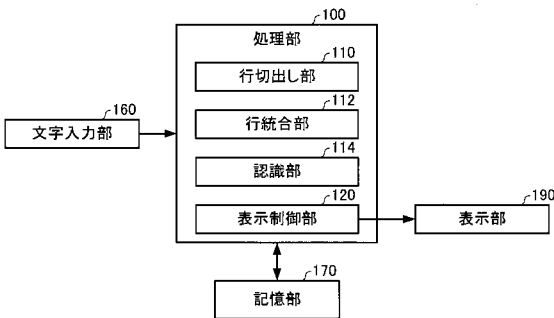 100
処理部
110
行切出し部
112
行統合部
160
文字入力部
114
認識部
120
表示制御部
190
表示部
170
記憶部